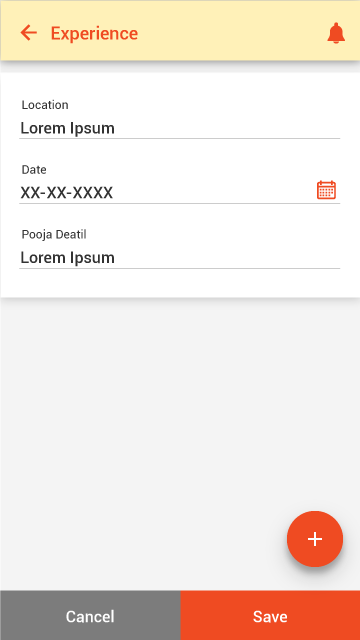 Experience
Location
Lorem Ipsum
Date
XX-XX-XXXX
Pooja Deatil
Lorem Ipsum
Cancel
Save